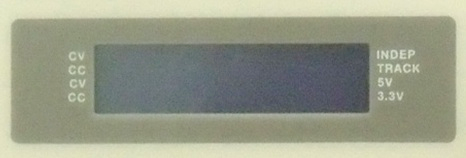 CV INDEP
CC TRACK
CV 5V
CC 3.3V